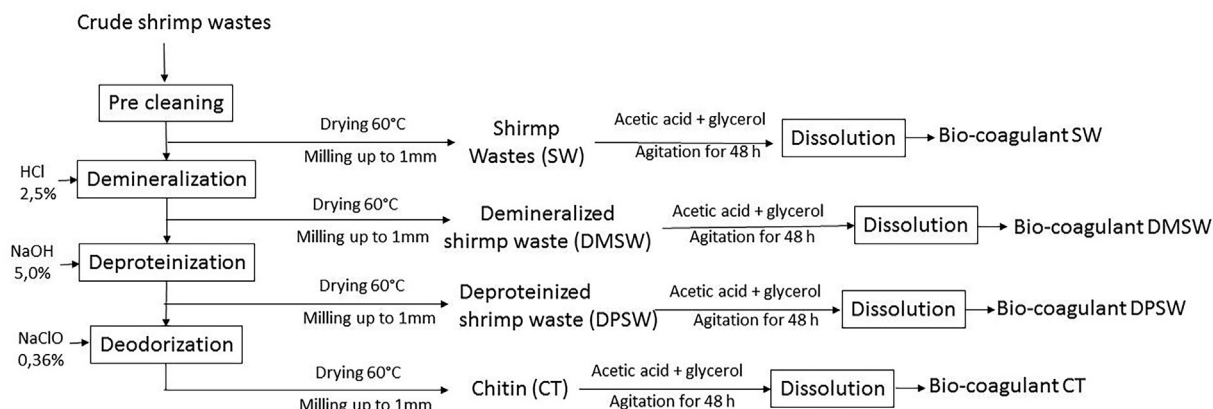 Crude shrimp wastes
Pre cleaning
Drying 60°C
Milling up to 1mm
Shirmp
Wastes (SW)
Acetic acid + glycerol
Agitation for 48 h
Dissolution
Bio-coagulant SW
HCl
2,5%
Demineralization
Drying 60°C
Milling up to 1mm
Demineralized
shirmp waste (DMSW)
Acetic acid + glycerol
Agitation for 48 h
Dissolution
Bio-coagulant DMSW
NaOH
5,0%
Deproteinization
Drying 60°C
Milling up to 1mm
Deproteinized
shrimp waste (DPSW)
Acetic acid + glycerol
Agitation for 48 h
Dissolution
Bio-coagulant DPSW
NaClO
0,36%
Deodorization
Drying 60°C
Milling up to 1mm
Chitin (CT)
Acetic acid + glycerol
Agitation for 48 h
Dissolution
Bio-coagulant CT